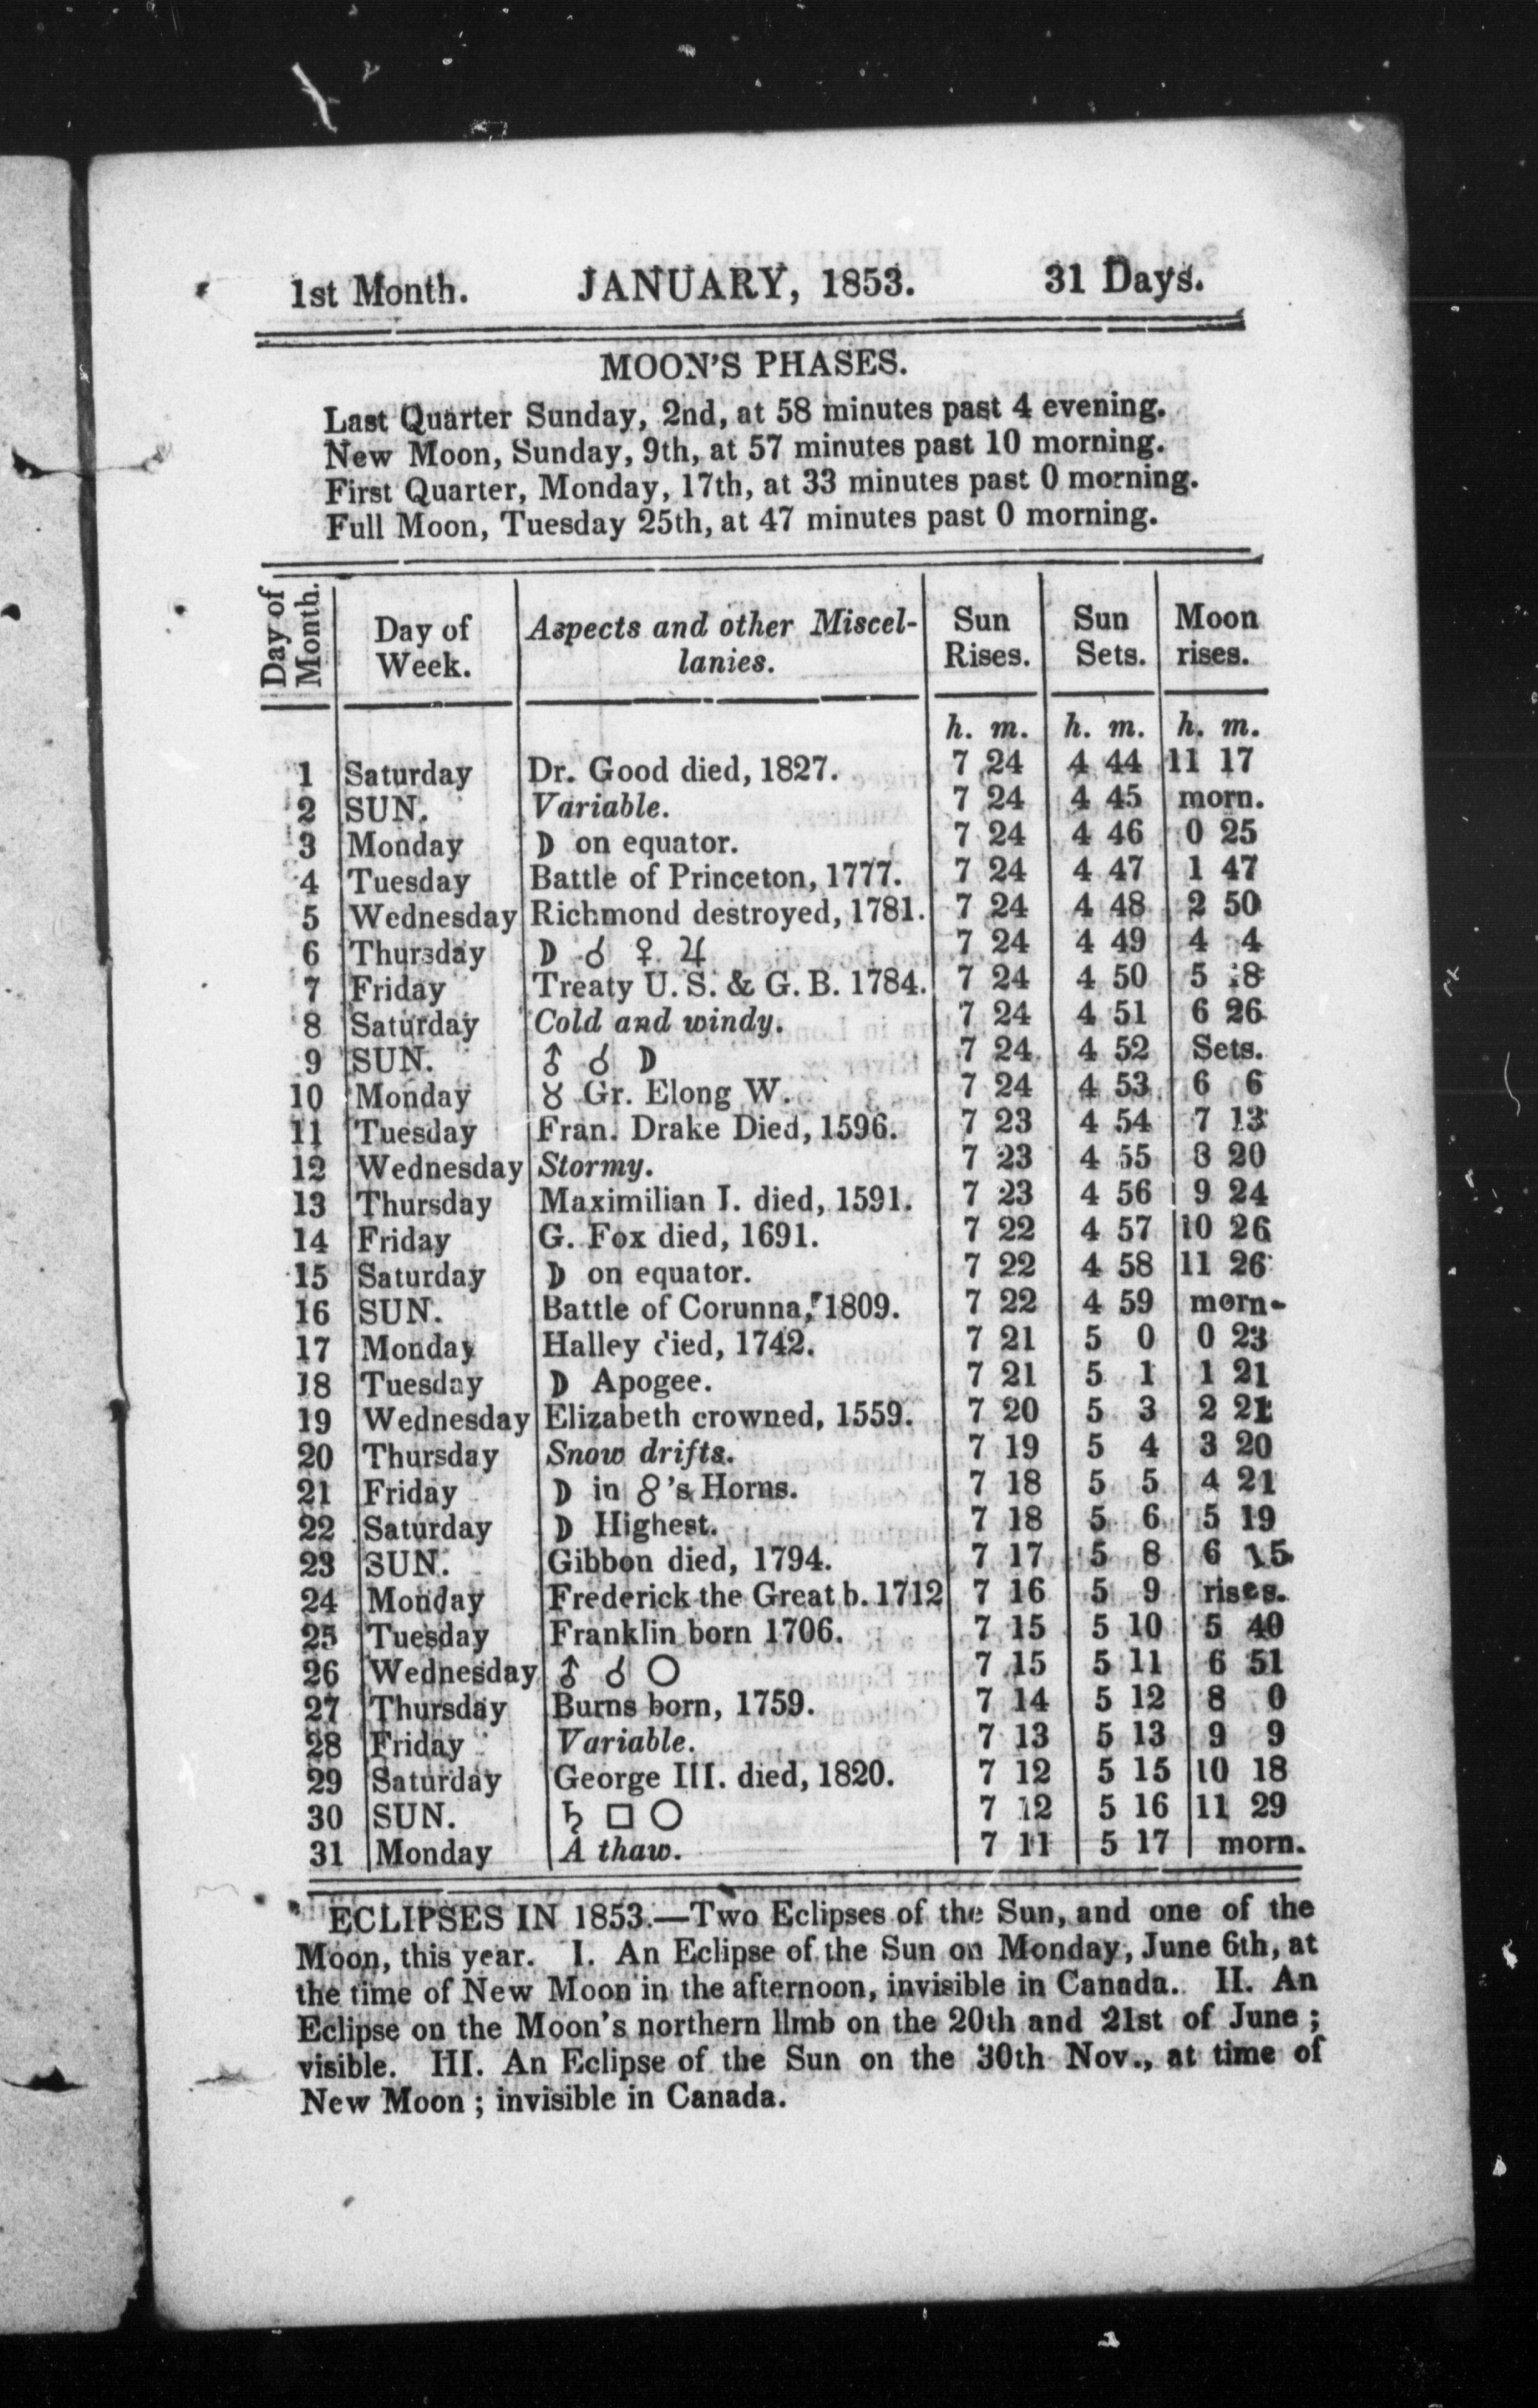 1st Month. JANUARY, 1853. 31 Days.
MOON'S PHASES.
Last Quarter Sunday, 2nd, at 58 minutes past 4 evening.
New Moon, Sunday, 9th, at 57 minutes past 10 morning.
First Quarter, Monday, 17th, at 33 minutes past 0 morning.
Full Moon, Tuesday 25th, at 47 minutes past 0 morning.
Day of Month. Day of Week. Aspects and other Miscel-lanies. Sun Rises. Sun Sets. Moon rises.
h. m. h. m. h. m.
1 Saturday Dr. Good died, 1827. 7 24 4 44 11 17
2 SUN. Variable. 7 24 4 45 morn.
3 Monday ☽ on equator. 7 24 4 46 0 25
4 Tuesday Battle of Princeton, 1777. 7 24 4 47 1 47
5 Wednesday Richmond destroyed, 1781. 7 24 4 48 2 50
6 Thursday ☽ ☌ ♀ ♃ 7 24 4 49 4 4
7 Friday Treaty U. S. & G. B. 1784. 7 24 4 50 5 18
8 Saturday Cold and windy. 7 24 4 51 6 26
9 SUN. ♂ ☌ ☽ 7 24 4 52 Sets.
10 Monday ♉ Gr. Elong W. 7 24 4 53 6 6
11 Tuesday Fran. Drake Died, 1596. 7 23 4 54 7 13
12 Wednesday Stormy. 7 23 4 55 8 20
13 Thursday Maximilian I. died, 1591. 7 23 4 56 9 24
14 Friday G. Fox died, 1691. 7 22 4 57 10 26
15 Saturday ☽ on equator. 7 22 4 58 11 26
16 SUN. Battle of Corunna, 1809. 7 22 4 59 morn.
17 Monday Halley died, 1742. 7 21 5 0 0 23
18 Tuesday ☽ Apogee. 7 21 5 1 1 21
19 Wednesday Elizabeth crowned, 1559. 7 20 5 3 2 21
20 Thursday Snow drifts. 7 19 5 4 3 20
21 Friday ☽ in ♉'s Horns. 7 18 5 5 4 21
22 Saturday ☽ Highest. 7 18 5 6 5 19
23 SUN. Gibbon died, 1794. 7 17 5 8 6 15
24 Monday Frederick the Great b. 1712 7 16 5 9 rises.
25 Tuesday Franklin born 1706. 7 15 5 10 5 40
26 Wednesday ♂ ☌ ○ 7 15 5 11 6 51
27 Thursday Burns born, 1759. 7 14 5 12 8 0
28 Friday Variable. 7 13 5 13 9 9
29 Saturday George III. died, 1820. 7 12 5 15 10 18
30 SUN. ♄ □ ○ 7 12 5 16 11 29
31 Monday A thaw. 7 11 5 17 morn.
ECLIPSES IN 1853.—Two Eclipses of the Sun, and one of the
Moon, this year. I. An Eclipse of the Sun on Monday, June 6th, at
the time of New Moon in the afternoon, invisible in Canada. II. An
Eclipse on the Moon's northern limb on the 20th and 21st of June ;
visible. III. An Eclipse of the Sun on the 30th Nov., at time of
New Moon ; invisible in Canada.